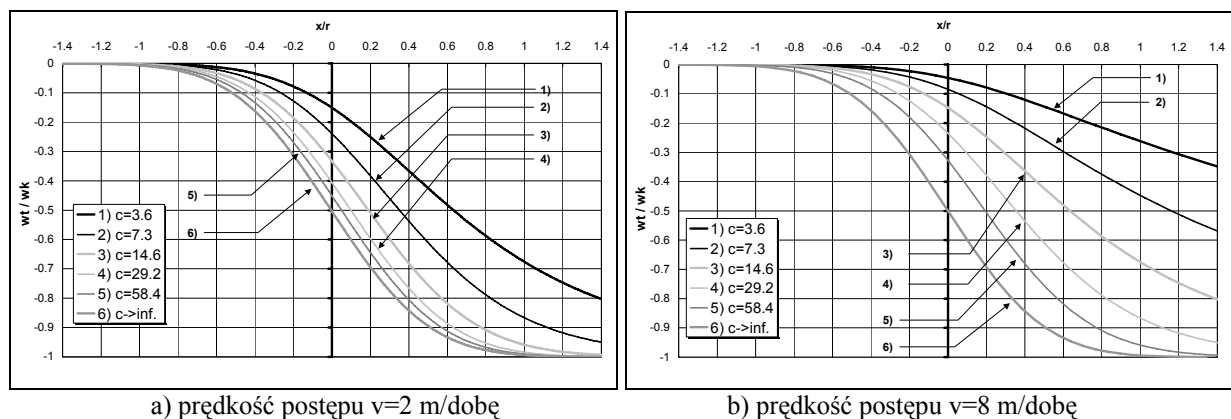 x/r
-1.4 -1.2 -1 -0.8 -0.6 -0.4 -0.2 0 0.2 0.4 0.6 0.8 1 1.2 1.4
0
-0.1
-0.2
-0.3
-0.4
-0.5
-0.6
-0.7
-0.8
-0.9
-1
wt / wk
1)
2)
3)
4)
5)
6)
1) c=3.6
2) c=7.3
3) c=14.6
4) c=29.2
5) c=58.4
6) c->inf.
a) prędkość postępu v=2 m/dobę
x/r
-1.4 -1.2 -1 -0.8 -0.6 -0.4 -0.2 0 0.2 0.4 0.6 0.8 1 1.2 1.4
0
-0.1
-0.2
-0.3
-0.4
-0.5
-0.6
-0.7
-0.8
-0.9
-1
wt / wk
1)
2)
3)
4)
5)
6)
1) c=3.6
2) c=7.3
3) c=14.6
4) c=29.2
5) c=58.4
6) c->inf.
b) prędkość postępu v=8 m/dobę